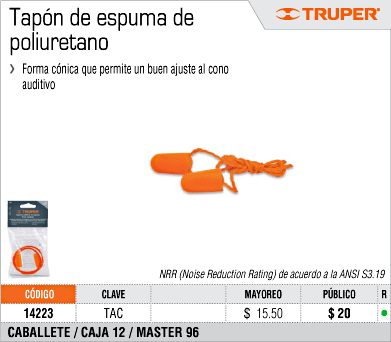 Tapón de espuma de
poliuretano
TRUPER®
❯ Forma cónica que permite un buen ajuste al cono
auditivo
TRUPER
NRR (Noise Reduction Rating) de acuerdo a la ANSI S3.19
CÓDIGO CLAVE MAYOREO PÚBLICO R
14223 TAC $ 15.50 $ 20 ●
CABALLETE / CAJA 12 / MASTER 96